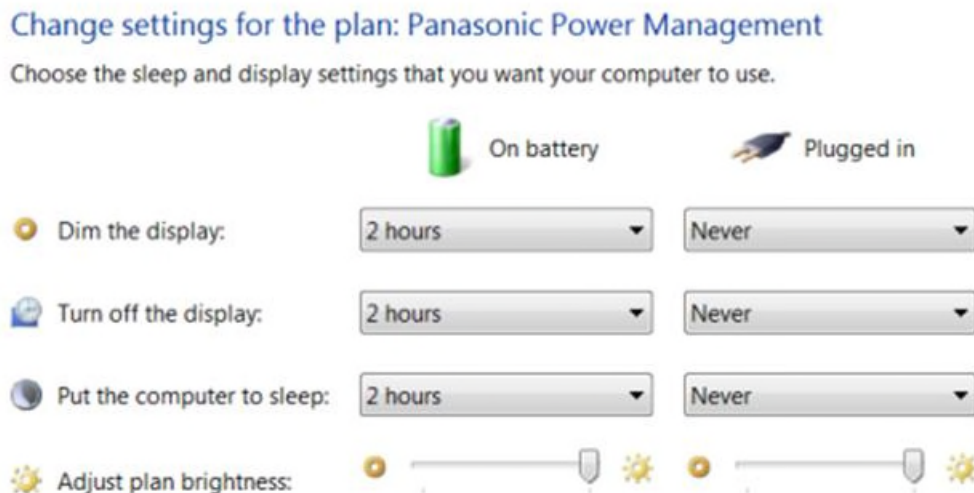 Change settings for the plan: Panasonic Power Management
Choose the sleep and display settings that you want your computer to use.
On battery Plugged in
Dim the display: 2 hours Never
Turn off the display: 2 hours Never
Put the computer to sleep: 2 hours Never
Adjust plan brightness: